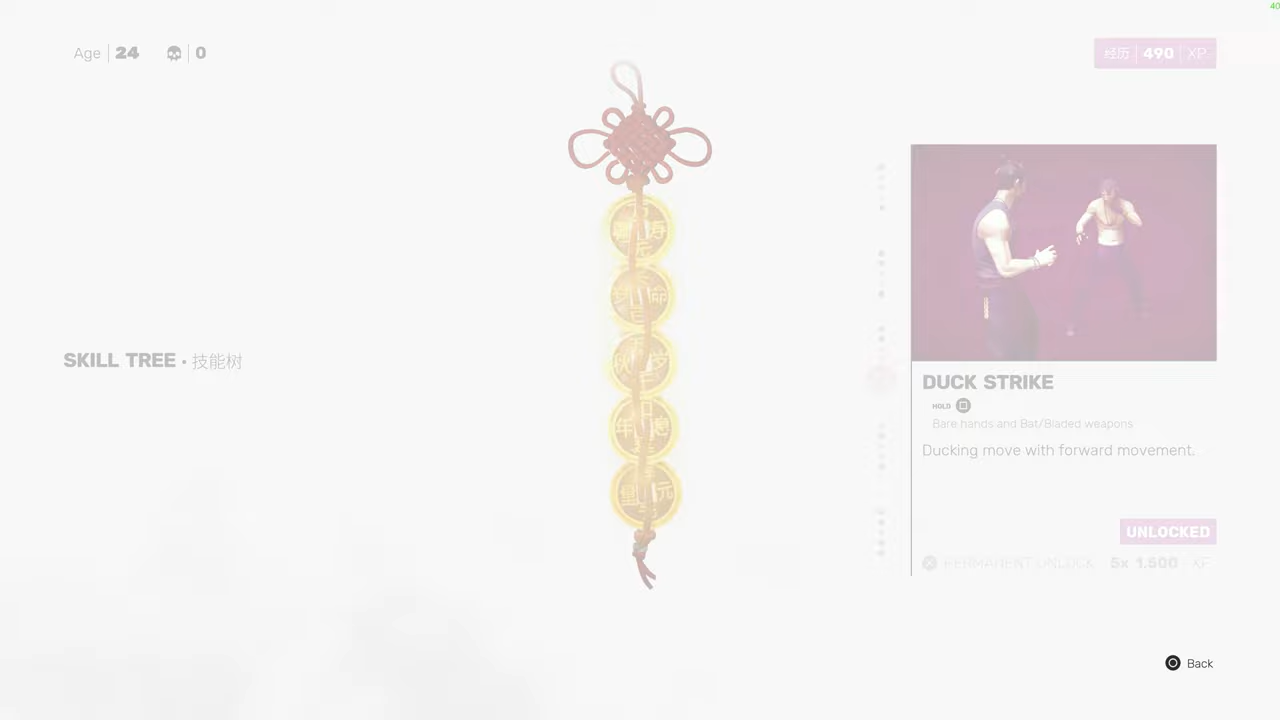 40
Age 24 0
经历 490 XP
SKILL TREE • 技能树
DUCK STRIKE
HOLD
Bare hands and Bat/Bladed weapons
Ducking move with forward movement.
UNLOCKED
PERMANENT UNLOCK 5x 1.500 XP
Back